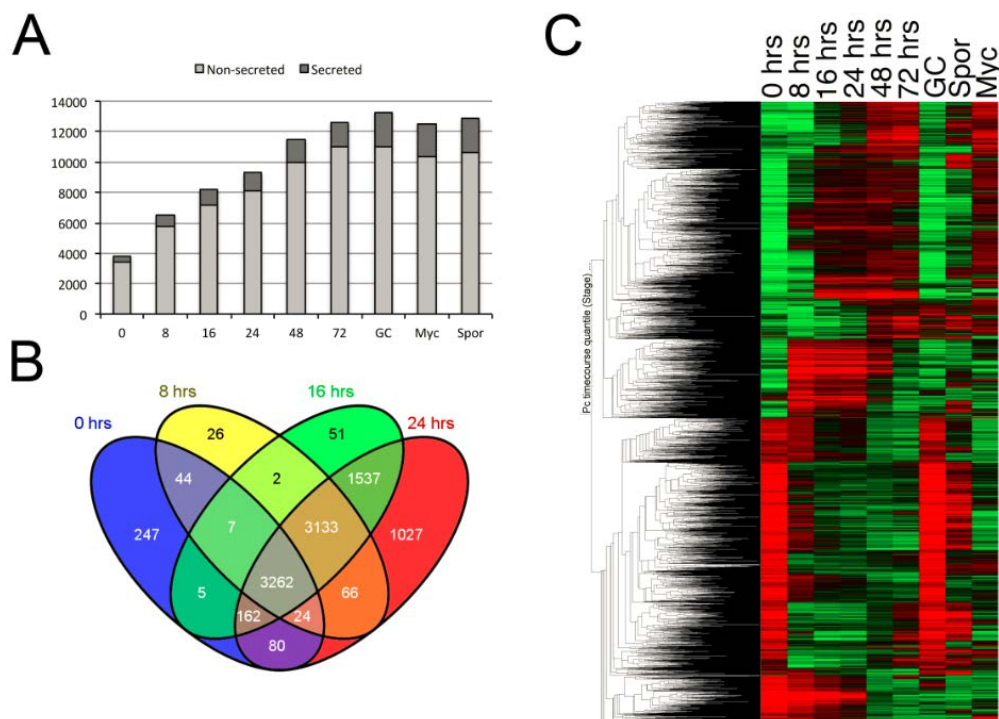 A
Non-secreted Secreted
14000
12000
10000
8000
6000
4000
2000
0
0 8 16 24 48 72 GC Myc Spor
B
0 hrs
8 hrs
16 hrs
24 hrs
26
51
44
2
1537
247
7
3133
1027
5
3262
66
162
24
80
C
0 hrs
8 hrs
16 hrs
24 hrs
48 hrs
72 hrs
GC
Spor
Myc
Pc timecourse quantile (Stage) ...